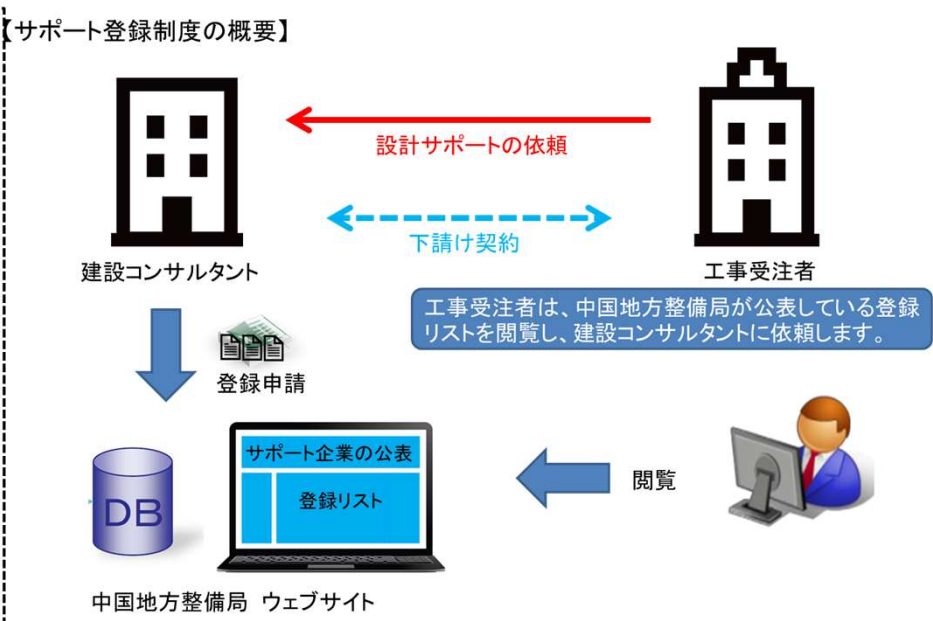 【サポート登録制度の概要】
設計サポートの依頼
下請け契約
建設コンサルタント
工事受注者
工事受注者は、中国地方整備局が公表している登録
リストを閲覧し、建設コンサルタントに依頼します。
登録申請
サポート企業の公表
登録リスト
DB
閲覧
中国地方整備局 ウェブサイト